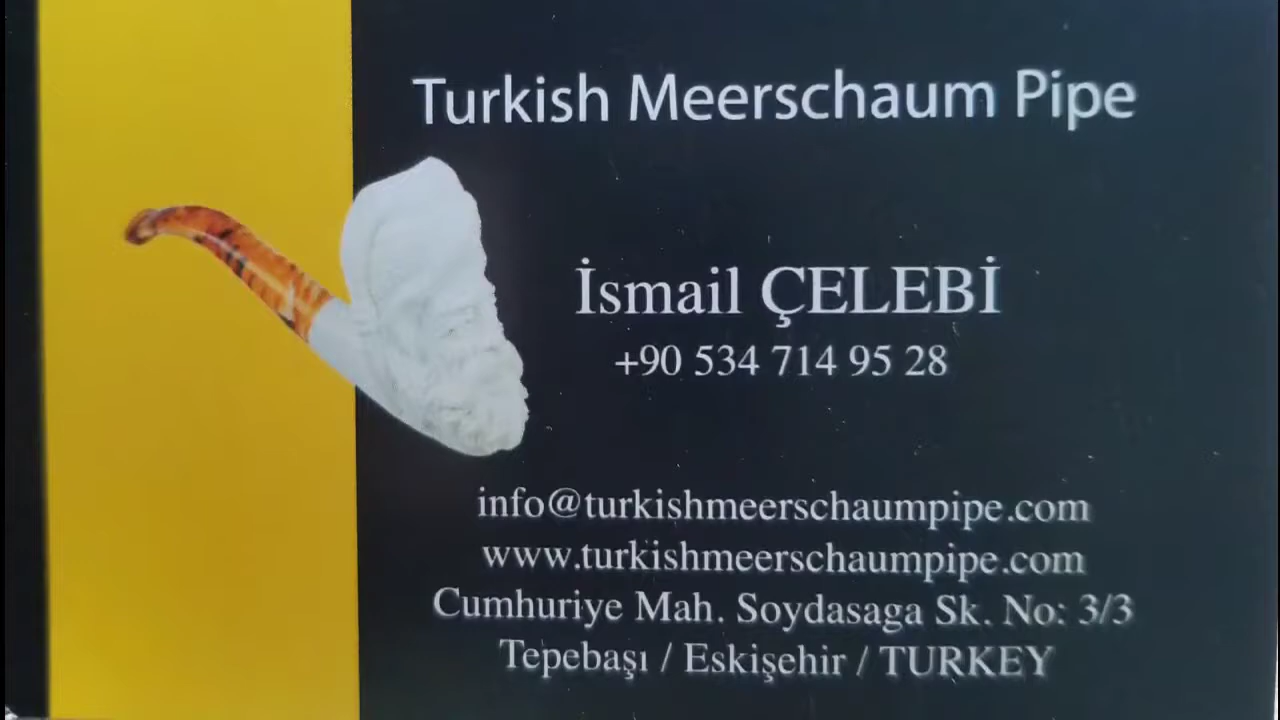 Turkish Meerschaum Pipe
İsmail ÇELEBİ
+90 534 714 95 28
info@turkishmeerschaumpipe.com
www.turkishmeerschaumpipe.com
Cumhuriye Mah. Soydasaga Sk. No: 3/3
Tepebaşı / Eskişehir / TURKEY